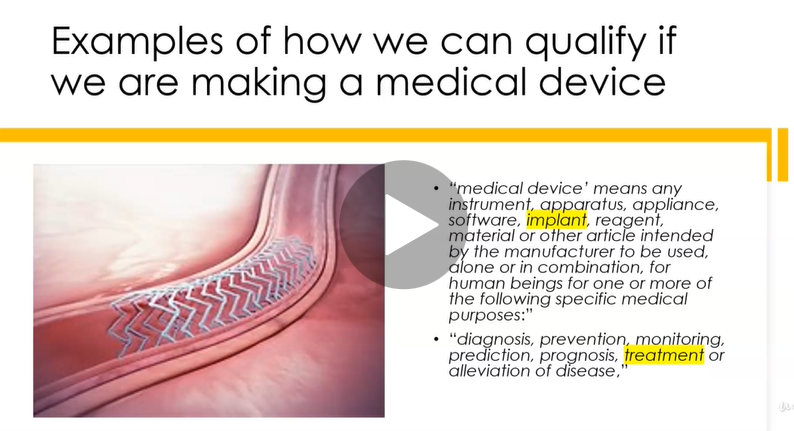 Examples of how we can qualify if
we are making a medical device
• “medical device’ means any
instrument, apparatus, appliance,
software, implant, reagent,
material or other article intended
by the manufacturer to be used,
alone or in combination, for
human beings for one or more of
the following specific medical
purposes:”
• “diagnosis, prevention, monitoring,
prediction, prognosis, treatment or
alleviation of disease,”